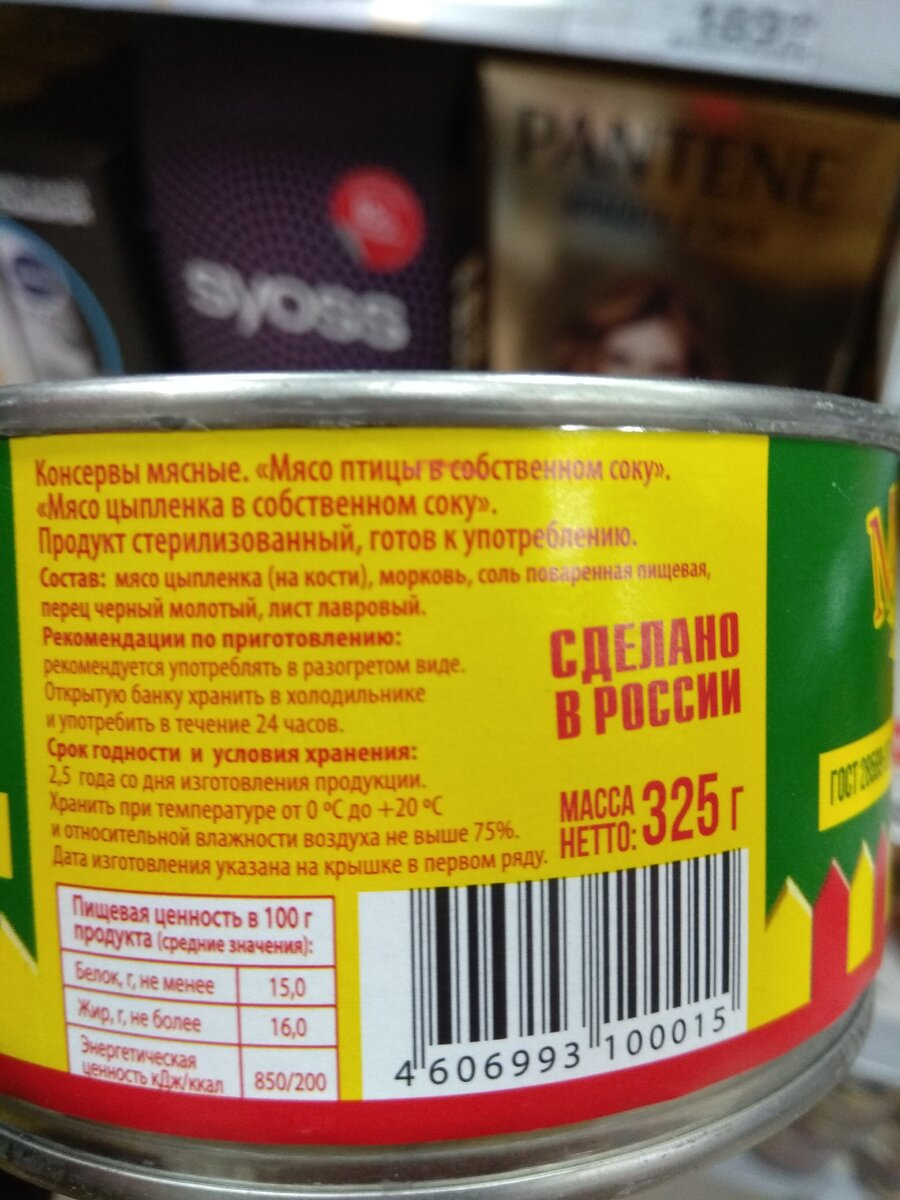 189
syoss
PANTENE
Консервы мясные. «Мясо птицы в собственном соку».
«Мясо цыпленка в собственном соку».
Продукт стерилизованный, готов к употреблению.
Состав: мясо цыпленка (на кости), морковь, соль поваренная пищевая,
перец черный молотый, лист лавровый.
Рекомендации по приготовлению:
рекомендуется употреблять в разогретом виде.
Открытую банку хранить в холодильнике
и употребить в течение 24 часов.
Срок годности и условия хранения:
2,5 года со дня изготовления продукции.
Хранить при температуре от 0 ºС до +20 ºС
и относительной влажности воздуха не выше 75%.
Дата изготовления указана на крышке в первом ряду.
СДЕЛАНО
В РОССИИ
МАССА
НЕТТО: 325 г
ГОСТ
Пищевая ценность в 100 г
продукта (средние значения):
Белок, г, не менее 15,0
Жир, г, не более 16,0
Энергетическая
ценность кДж/ккал 850/200
4 606993 100015